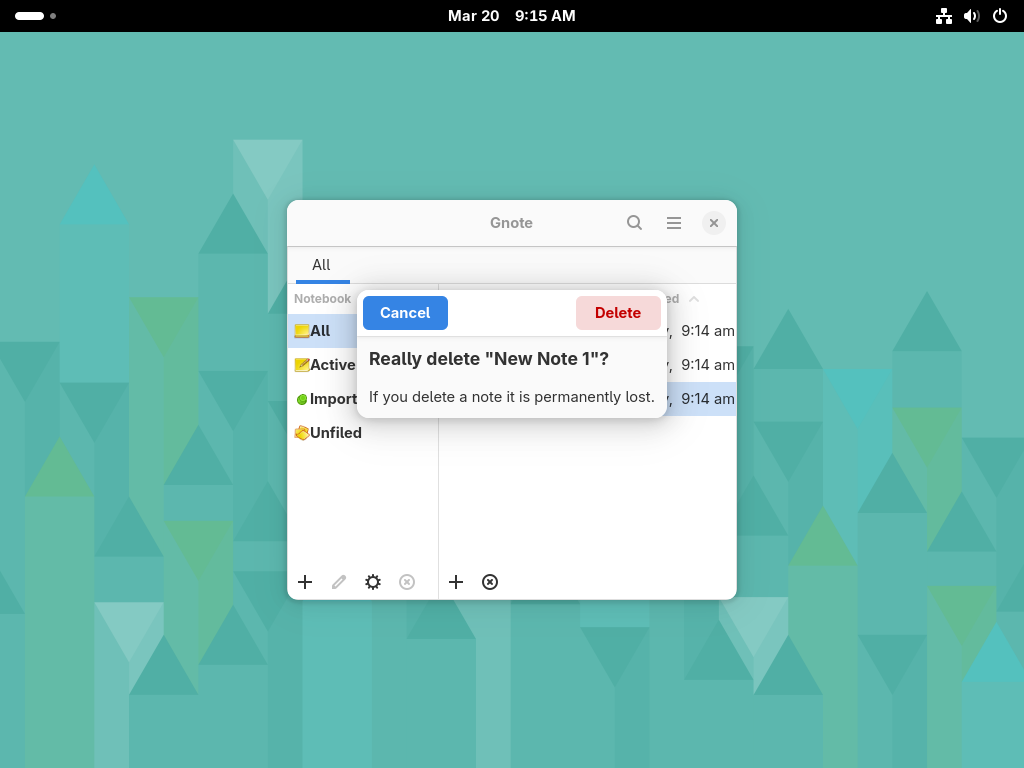 Mar 20 9:15 AM
Gnote
All
Notebook
All
Active
Import
Unfiled
9:14 am
9:14 am
9:14 am
Cancel
Delete
Really delete "New Note 1"?
If you delete a note it is permanently lost.